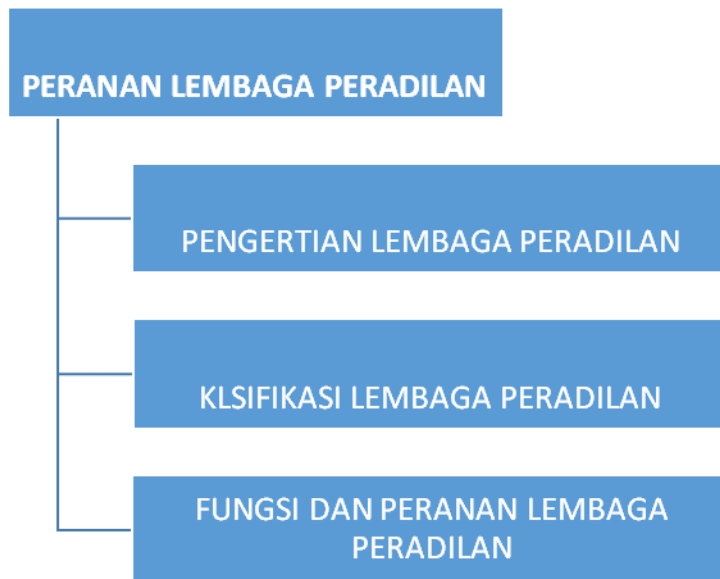 PERANAN LEMBAGA PERADILAN
PENGERTIAN LEMBAGA PERADILAN
KLSIFIKASI LEMBAGA PERADILAN
FUNGSI DAN PERANAN LEMBAGA
PERADILAN